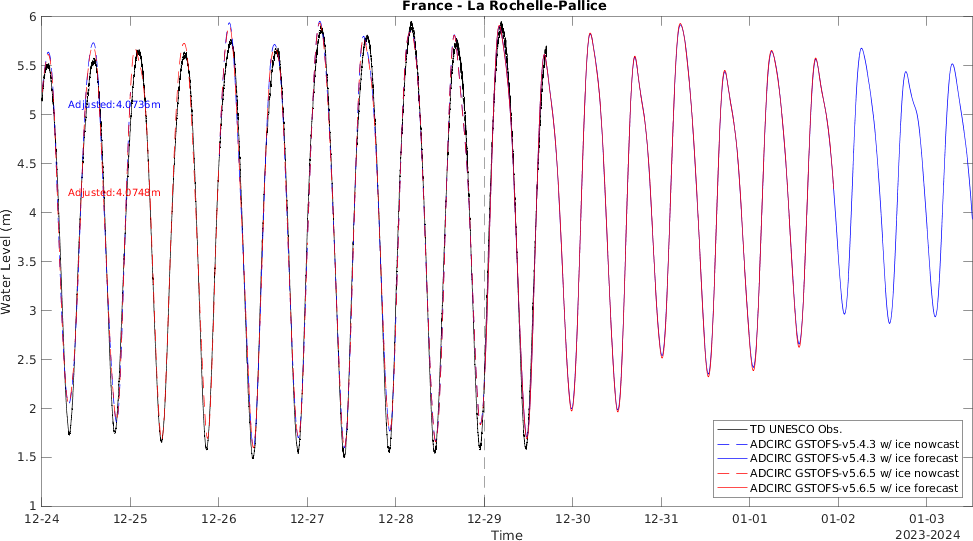 France - La Rochelle-Pallice
6
5.5
5
4.5
4
3.5
3
2.5
2
1.5
1
Water Level (m)
Adjusted:4.0736m
Adjusted:4.0748m
TD UNESCO Obs.
ADCIRC GSTOFS-v5.4.3 w/ ice nowcast
ADCIRC GSTOFS-v5.4.3 w/ ice forecast
ADCIRC GSTOFS-v5.6.5 w/ ice nowcast
ADCIRC GSTOFS-v5.6.5 w/ ice forecast
12-24 12-25 12-26 12-27 12-28 12-29 12-30 12-31 01-01 01-02 01-03
Time
2023-2024